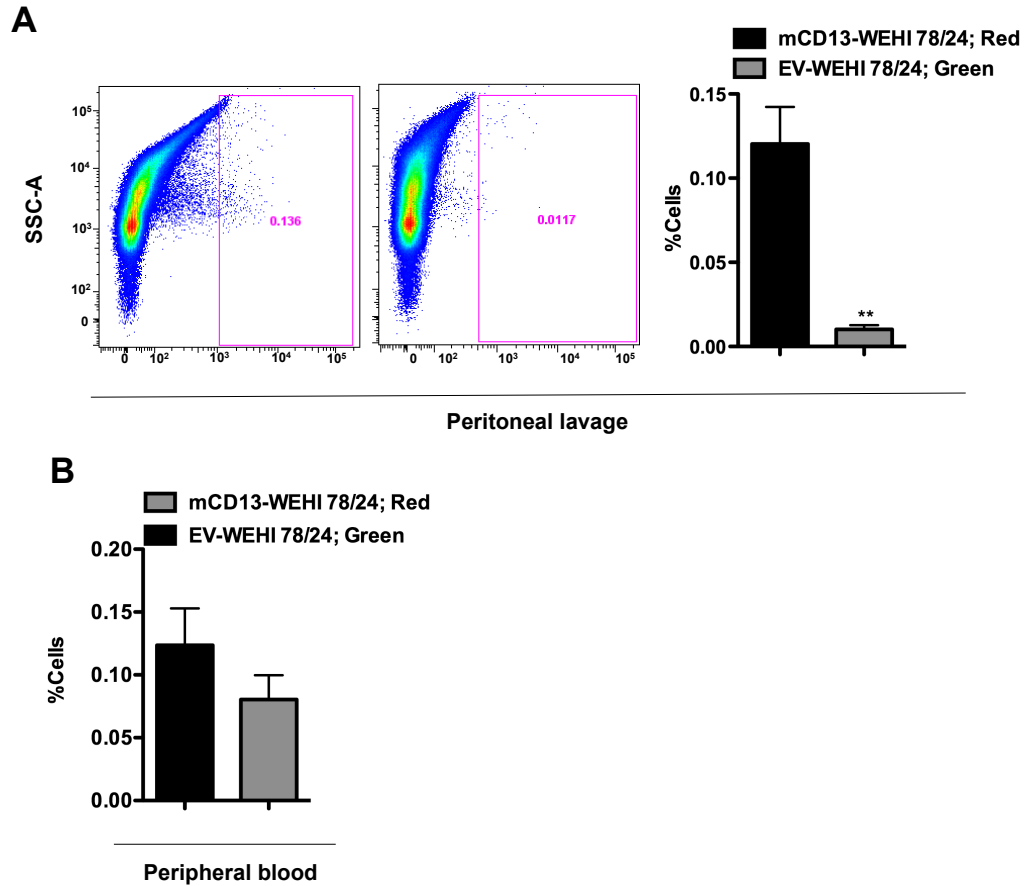 A
mCD13-WEHI 78/24; Red
EV-WEHI 78/24; Green
SSC-A
10⁵
10⁴
10³
10²
0
0.136
0 10² 10³ 10⁴ 10⁵
0.0117
0 10² 10³ 10⁴ 10⁵
%Cells
0.15
0.10
0.05
0.00
**
Peritoneal lavage
B
mCD13-WEHI 78/24; Red
EV-WEHI 78/24; Green
%Cells
0.20
0.15
0.10
0.05
0.00
Peripheral blood